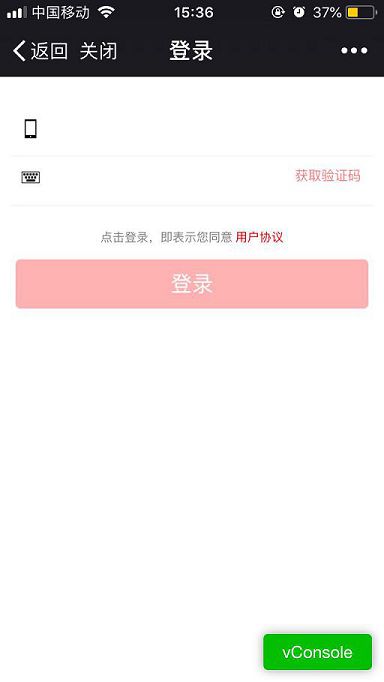 中国移动 15:36 37%
返回 关闭 登录
获取验证码
点击登录，即表示您同意 用户协议
登录
vConsole